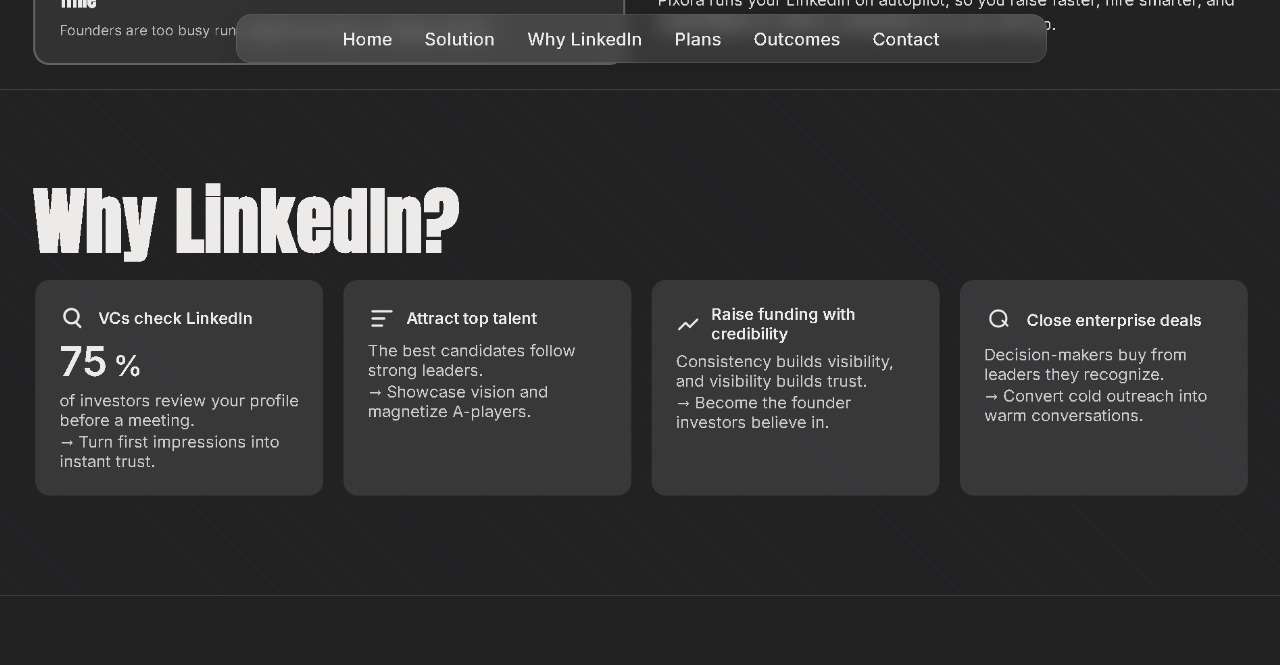 Pixora runs your LinkedIn on autopilot, so you raise faster, hire smarter, and
Time
Founders are too busy run
p.
Home Solution Why LinkedIn Plans Outcomes Contact
Why LinkedIn?
VCs check LinkedIn
75 %
of investors review your profile
before a meeting.
→ Turn first impressions into
instant trust.
Attract top talent
The best candidates follow
strong leaders.
→ Showcase vision and
magnetize A-players.
Raise funding with
credibility
Consistency builds visibility,
and visibility builds trust.
→ Become the founder
investors believe in.
Close enterprise deals
Decision-makers buy from
leaders they recognize.
→ Convert cold outreach into
warm conversations.